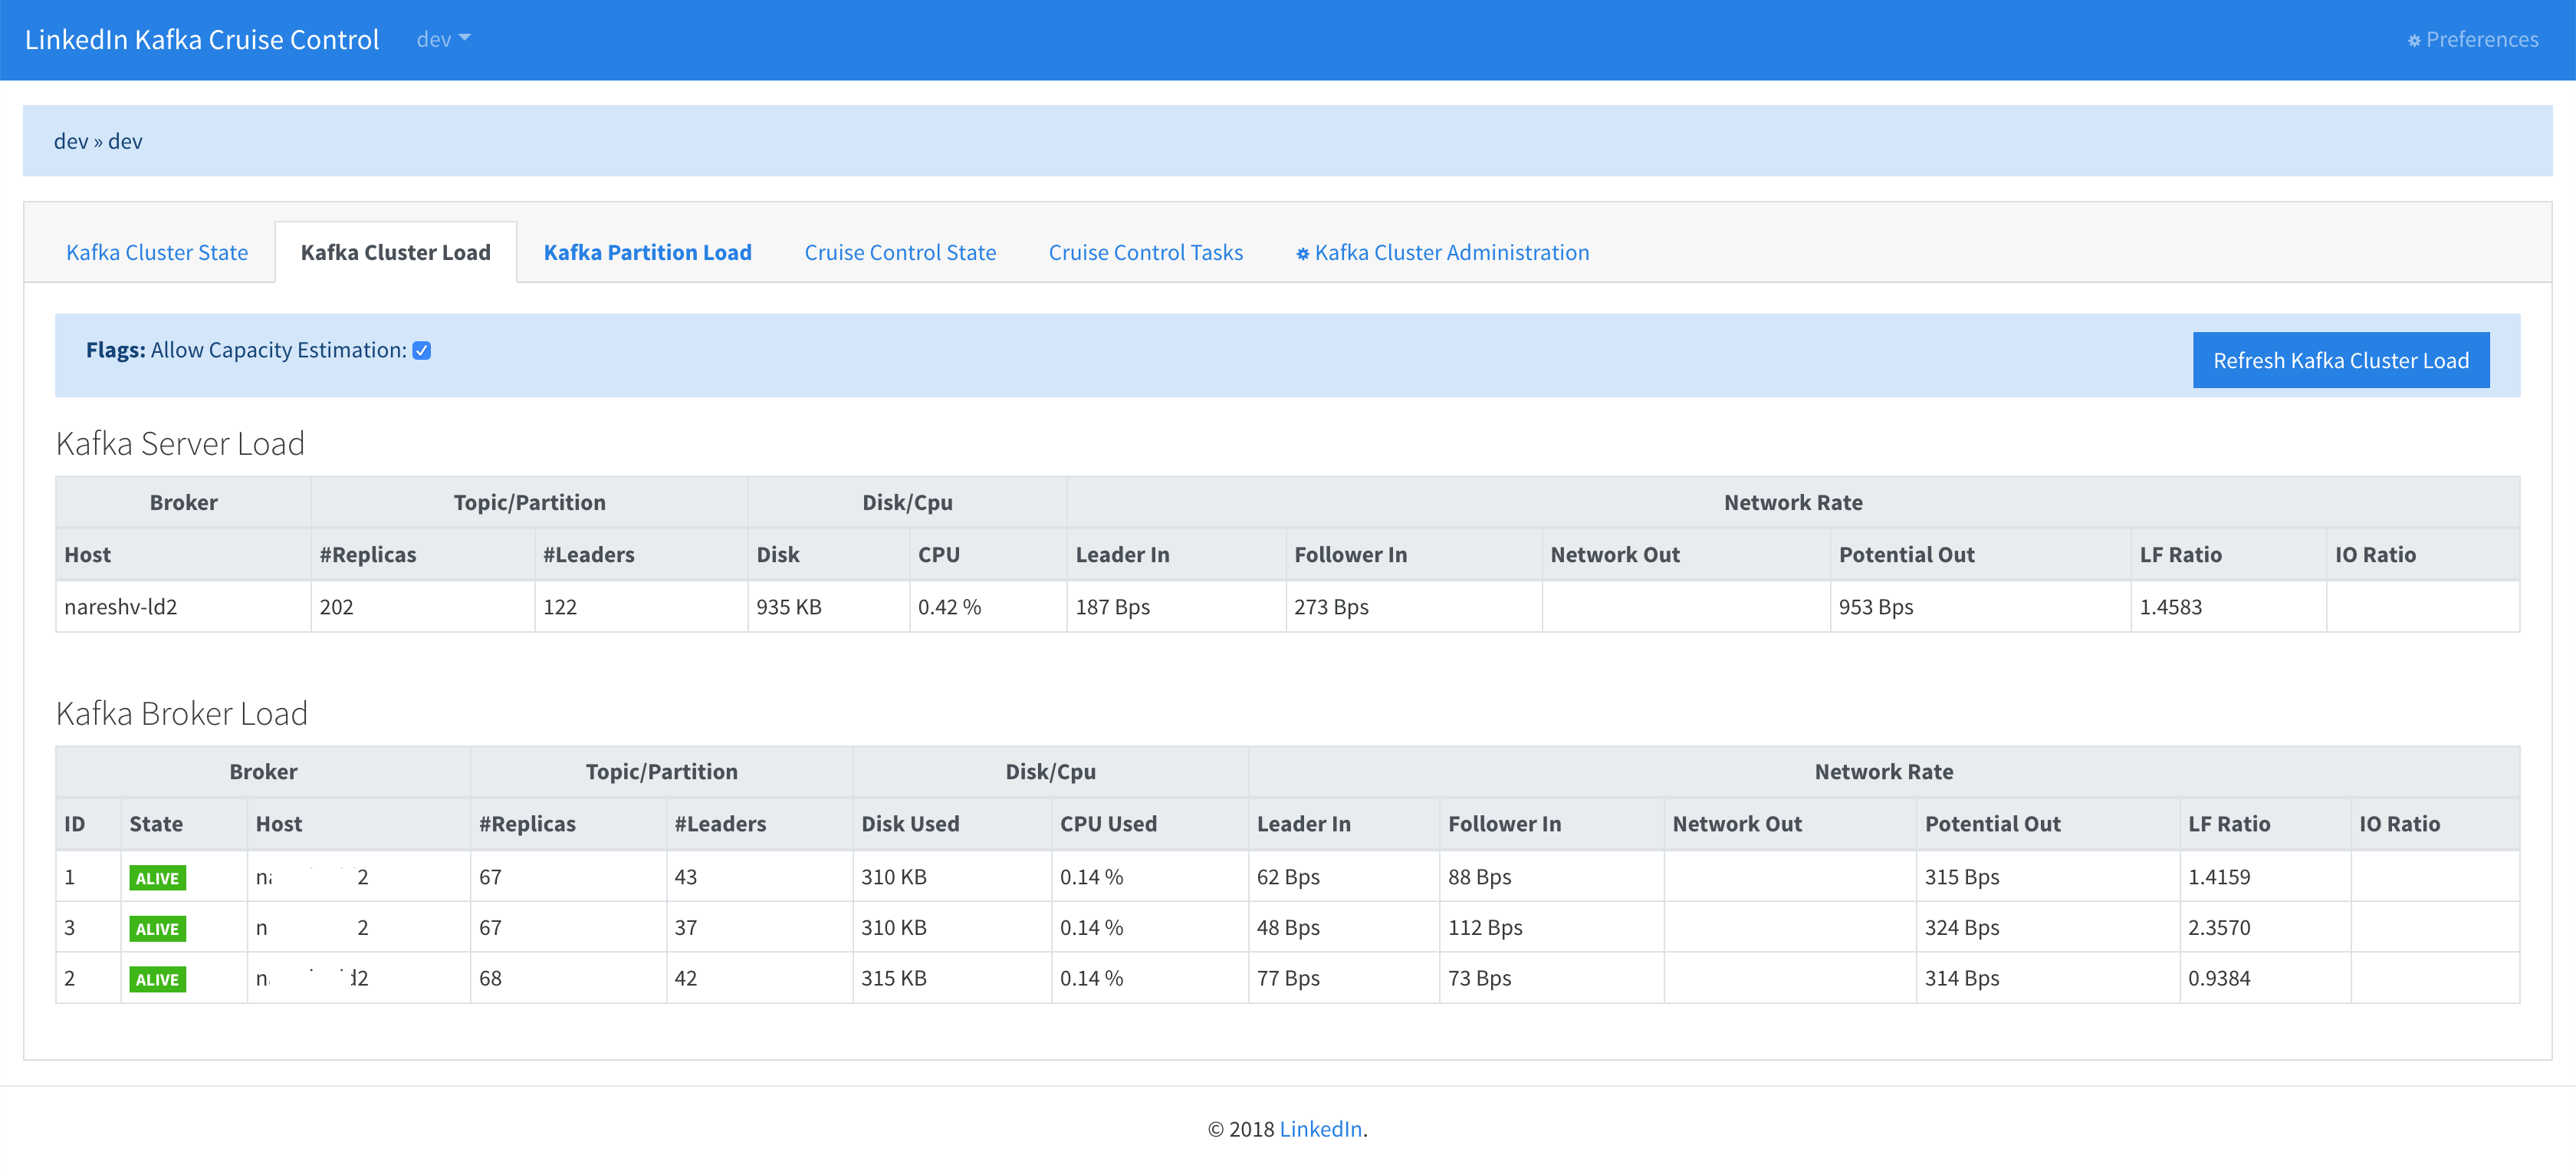 LinkedIn Kafka Cruise Control dev Preferences
dev » dev
Kafka Cluster State Kafka Cluster Load Kafka Partition Load Cruise Control State Cruise Control Tasks Kafka Cluster Administration
Flags: Allow Capacity Estimation: Refresh Kafka Cluster Load
Kafka Server Load
Broker Topic/Partition Disk/Cpu Network Rate
Host #Replicas #Leaders Disk CPU Leader In Follower In Network Out Potential Out LF Ratio IO Ratio
nareshv-ld2 202 122 935 KB 0.42 % 187 Bps 273 Bps 953 Bps 1.4583
Kafka Broker Load
Broker Topic/Partition Disk/Cpu Network Rate
ID State Host #Replicas #Leaders Disk Used CPU Used Leader In Follower In Network Out Potential Out LF Ratio IO Ratio
1 ALIVE 67 43 310 KB 0.14 % 62 Bps 88 Bps 315 Bps 1.4159
3 ALIVE 67 37 310 KB 0.14 % 48 Bps 112 Bps 324 Bps 2.3570
2 ALIVE 68 42 315 KB 0.14 % 77 Bps 73 Bps 314 Bps 0.9384
© 2018 LinkedIn.